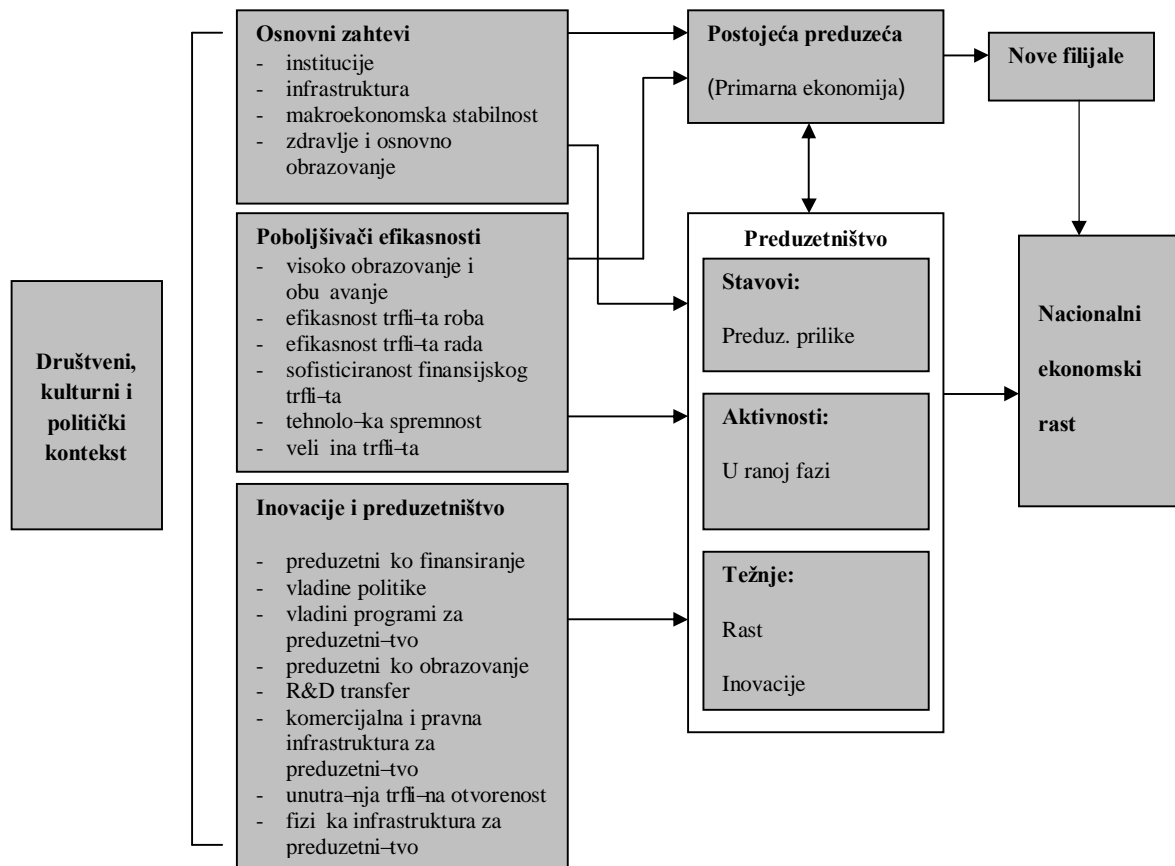 Društveni,
kulturni i
politički
kontekst
Osnovni zahtevi
- institucije
- infrastruktura
- makroekonomska stabilnost
- zdravlje i osnovno
obrazovanje
Poboljšivači efikasnosti
- visoko obrazovanje i
obu avanje
- efikasnost trfli–ta roba
- efikasnost trfli–ta rada
- sofisticiranost finansijskog
trfli–ta
- tehnolo–ka spremnost
- veli ina trfli–ta
Inovacije i preduzetništvo
- preduzetni ko finansiranje
- vladine politike
- vladini programi za
preduzetni–tvo
- preduzetni ko obrazovanje
- R&D transfer
- komercijalna i pravna
infrastruktura za
preduzetni–tvo
- unutra–nja trfli–na otvorenost
- fizi ka infrastruktura za
preduzetni–tvo
Postojeća preduzeća
(Primarna ekonomija)
Nove filijale
Preduzetništvo
Stavovi:
Preduz. prilike
Aktivnosti:
U ranoj fazi
Težnje:
Rast
Inovacije
Nacionalni
ekonomski
rast